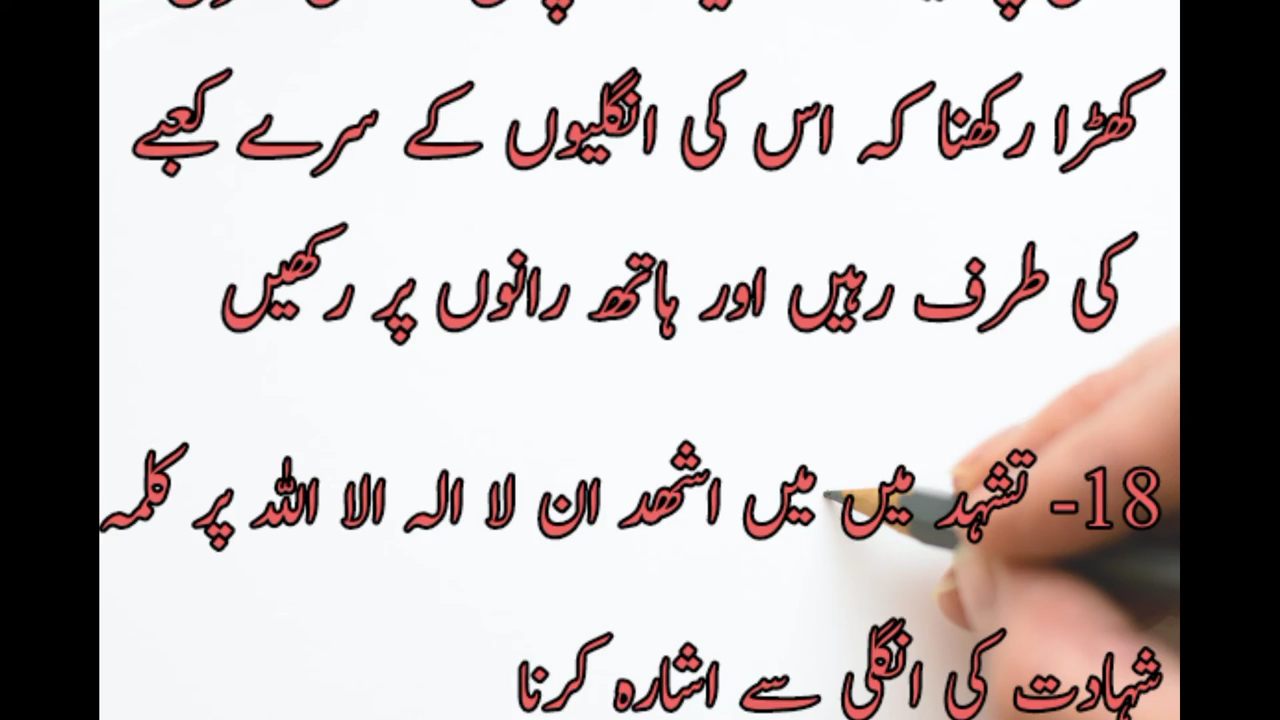 کھڑا رکھنا کہ اس کی انگلیوں کے سرے کعبے
کی طرف رہیں اور ہاتھ رانوں پر رکھیں
18- تشہد میں میں اشھد ان لا الہ الا اللہ پر کلمہ
شہادت کی انگلی سے اشارہ کرنا